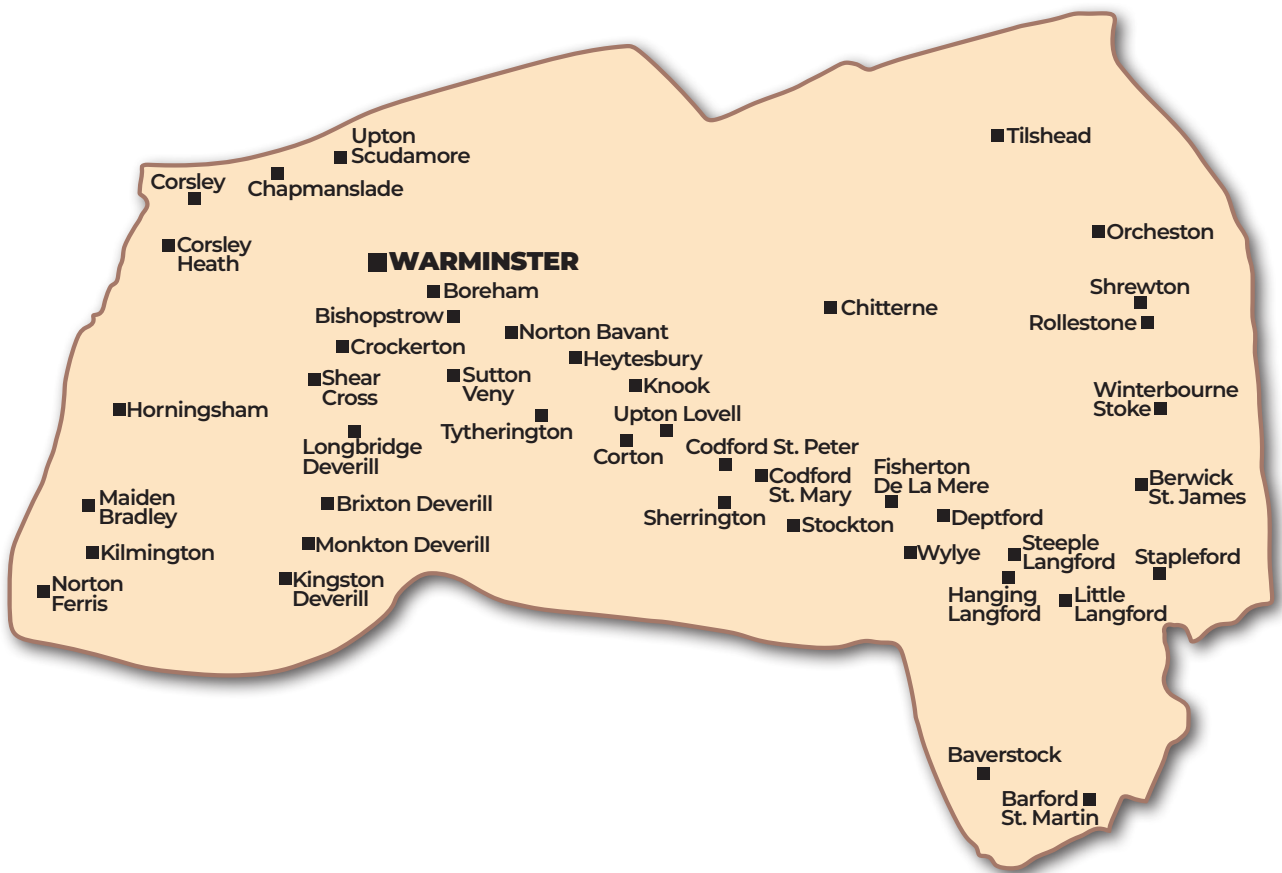 Upton
Scudamore
Tilshead
Corsley
Chapmanslade
Orcheston
Corsley
Heath
WARMINSTER
Boreham
Shrewton
Chitterne
Bishopstrow
Rollestone
Norton Bavant
Crockerton
Heytesbury
Shear
Cross
Sutton
Veny
Knook
Winterbourne
Stoke
Horningsham
Upton Lovell
Tytherington
Longbridge
Deverill
Corton
Codford St. Peter
Codford
St. Mary
Fisherton
De La Mere
Berwick
St. James
Maiden
Bradley
Brixton Deverill
Sherrington
Stockton
Deptford
Monkton Deverill
Kilmington
Wylye
Steeple
Langford
Stapleford
Norton
Ferris
Kingston
Deverill
Hanging
Langford
Little
Langford
Baverstock
Barford
St. Martin